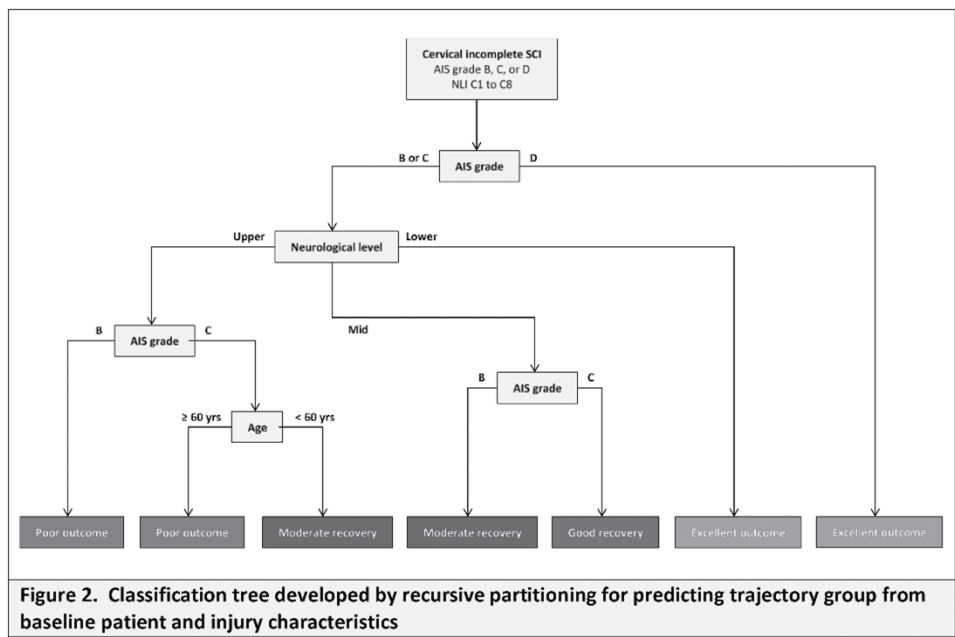 Cervical incomplete SCI
AIS grade B, C, or D
NLI C1 to C8
B or C
AIS grade
D
Upper
Neurological level
Lower
B
AIS grade
C
Mid
B
AIS grade
C
≥ 60 yrs
Age
< 60 yrs
Poor outcome
Poor outcome
Moderate recovery
Moderate recovery
Good recovery
Excellent outcome
Excellent outcome
Figure 2. Classification tree developed by recursive partitioning for predicting trajectory group from
baseline patient and injury characteristics